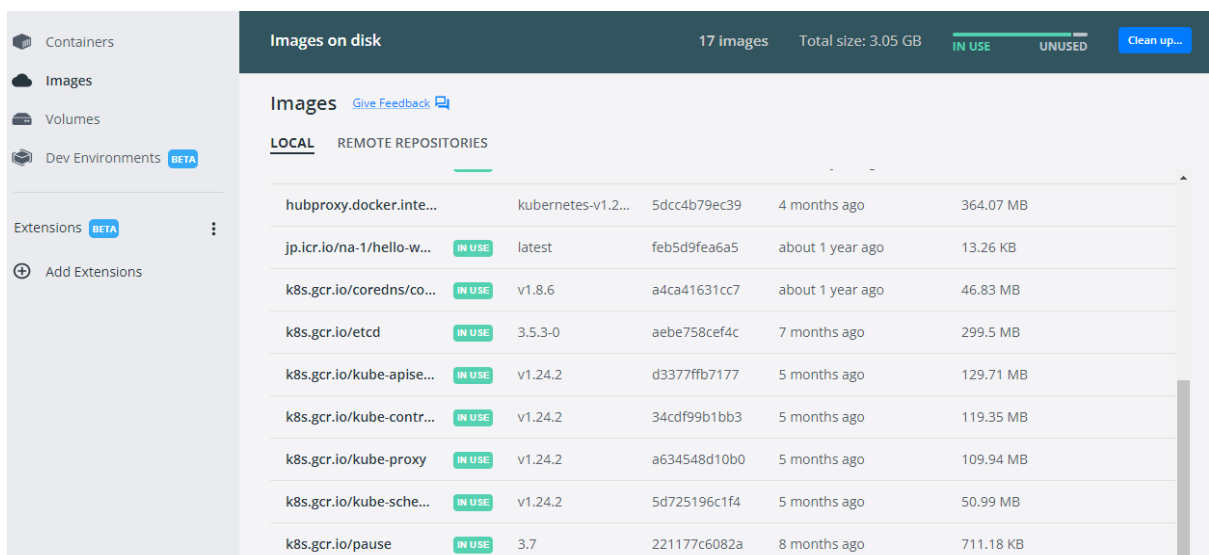 Containers
Images
Volumes
Dev Environments BETA
Extensions BETA
Add Extensions
Images on disk 17 images Total size: 3.05 GB IN USE UNUSED Clean up...
Images Give Feedback
LOCAL REMOTE REPOSITORIES
hubproxy.docker.inte... kubernetes-v1.2... 5dcc4b79ec39 4 months ago 364.07 MB
jp.icr.io/na-1/hello-w... IN USE latest feb5d9fea6a5 about 1 year ago 13.26 KB
k8s.gcr.io/coredns/co... IN USE v1.8.6 a4ca41631cc7 about 1 year ago 46.83 MB
k8s.gcr.io/etcd IN USE 3.5.3-0 aebe758cef4c 7 months ago 299.5 MB
k8s.gcr.io/kube-apise... IN USE v1.24.2 d3377ffb7177 5 months ago 129.71 MB
k8s.gcr.io/kube-contr... IN USE v1.24.2 34cdf99b1bb3 5 months ago 119.35 MB
k8s.gcr.io/kube-proxy IN USE v1.24.2 a634548d10b0 5 months ago 109.94 MB
k8s.gcr.io/kube-sche... IN USE v1.24.2 5d725196c1f4 5 months ago 50.99 MB
k8s.gcr.io/pause IN USE 3.7 221177c6082a 8 months ago 711.18 KB